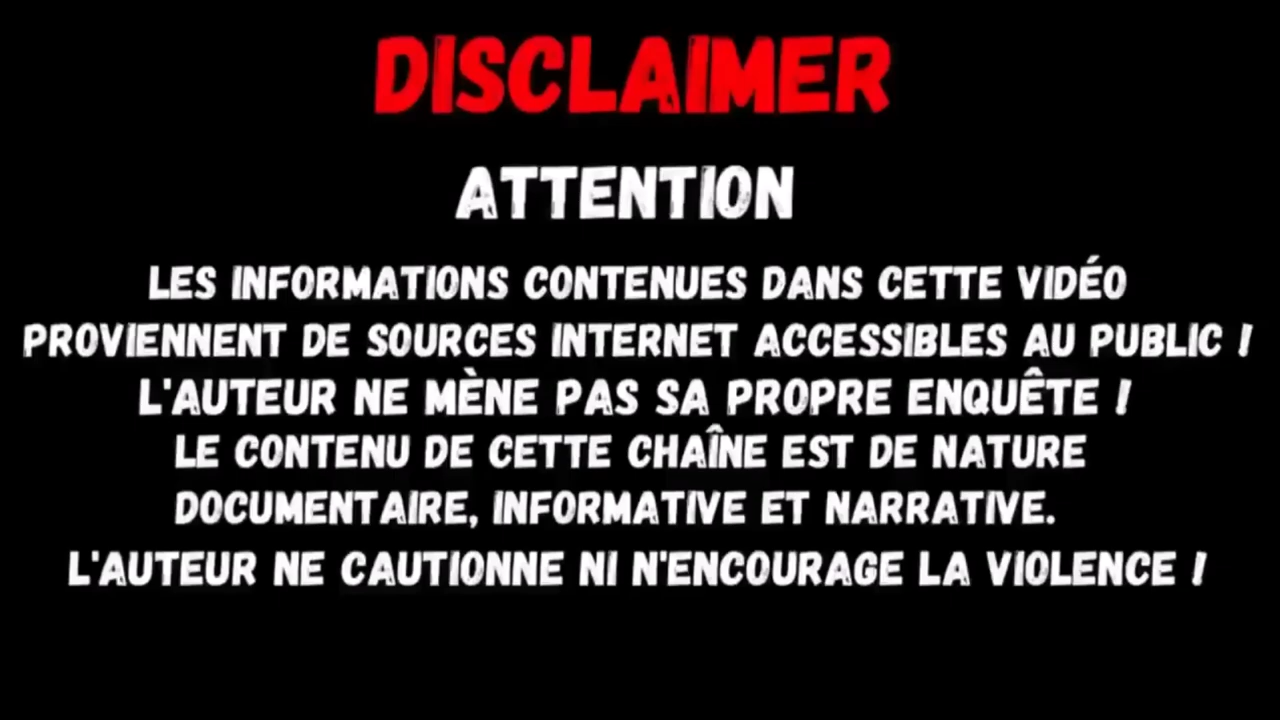 DISCLAIMER
ATTENTION
LES INFORMATIONS CONTENUES DANS CETTE VIDÉO
PROVIENNENT DE SOURCES INTERNET ACCESSIBLES AU PUBLIC !
L'AUTEUR NE MÈNE PAS SA PROPRE ENQUÊTE !
LE CONTENU DE CETTE CHAÎNE EST DE NATURE
DOCUMENTAIRE, INFORMATIVE ET NARRATIVE.
L'AUTEUR NE CAUTIONNE NI N'ENCOURAGE LA VIOLENCE !